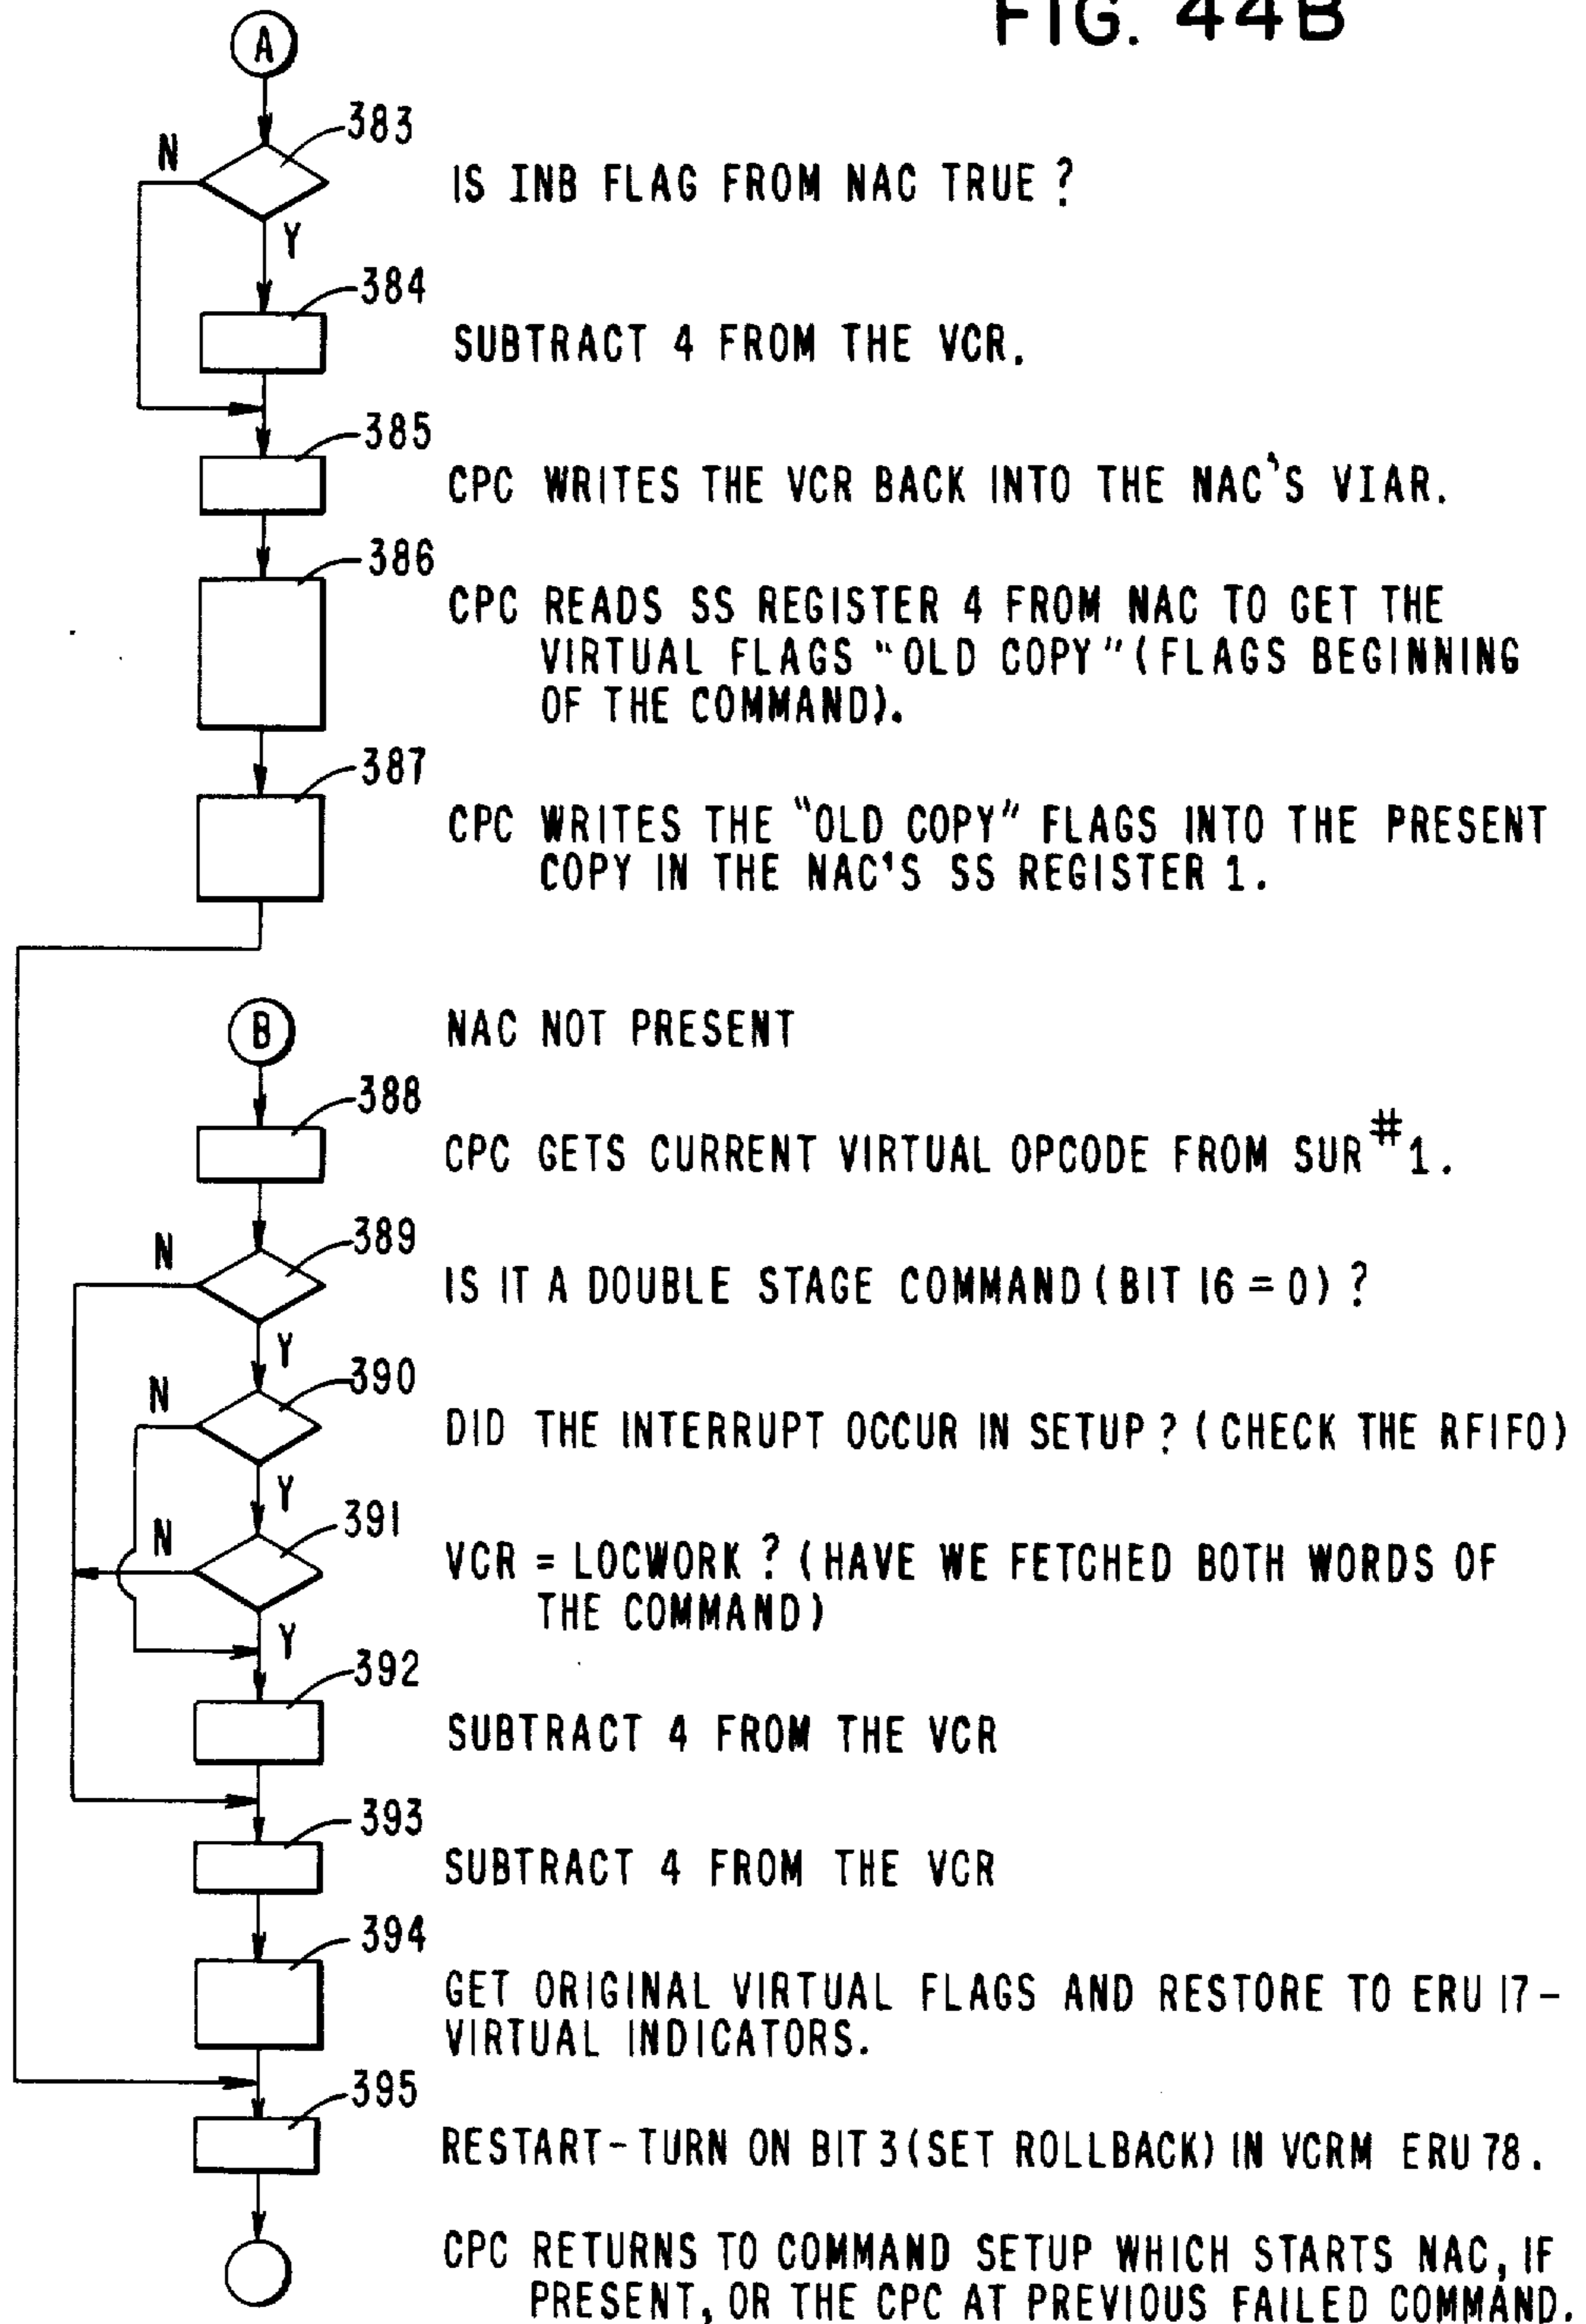 FIG. 44B
A
383
N
IS INB FLAG FROM NAC TRUE ?
Y
384
SUBTRACT 4 FROM THE VCR.
385
CPC WRITES THE VCR BACK INTO THE NAC'S VIAR.
386
CPC READS SS REGISTER 4 FROM NAC TO GET THE
VIRTUAL FLAGS "OLD COPY" (FLAGS BEGINNING
OF THE COMMAND).
387
CPC WRITES THE "OLD COPY" FLAGS INTO THE PRESENT
COPY IN THE NAC'S SS REGISTER 1.
B
NAC NOT PRESENT
388
CPC GETS CURRENT VIRTUAL OPCODE FROM SUR #1.
389
N
IS IT A DOUBLE STAGE COMMAND (BIT 16 = 0) ?
Y
390
N
DID THE INTERRUPT OCCUR IN SETUP ? (CHECK THE RFIFO)
Y
391
N
VCR = LOCWORK ? (HAVE WE FETCHED BOTH WORDS OF
THE COMMAND)
Y
392
SUBTRACT 4 FROM THE VCR
393
SUBTRACT 4 FROM THE VCR
394
GET ORIGINAL VIRTUAL FLAGS AND RESTORE TO ERU 17-
VIRTUAL INDICATORS.
395
RESTART-TURN ON BIT 3 (SET ROLLBACK) IN VCRM ERU 78.
CPC RETURNS TO COMMAND SETUP WHICH STARTS NAC, IF
PRESENT, OR THE CPC AT PREVIOUS FAILED COMMAND.